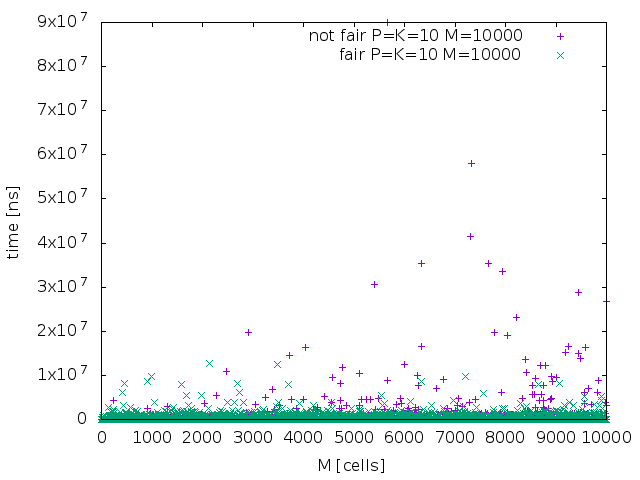 not fair P=K=10 M=10000
fair P=K=10 M=10000
9x10^7
8x10^7
7x10^7
6x10^7
5x10^7
4x10^7
3x10^7
2x10^7
1x10^7
0
time [ns]
0 1000 2000 3000 4000 5000 6000 7000 8000 9000 10000
M [cells]